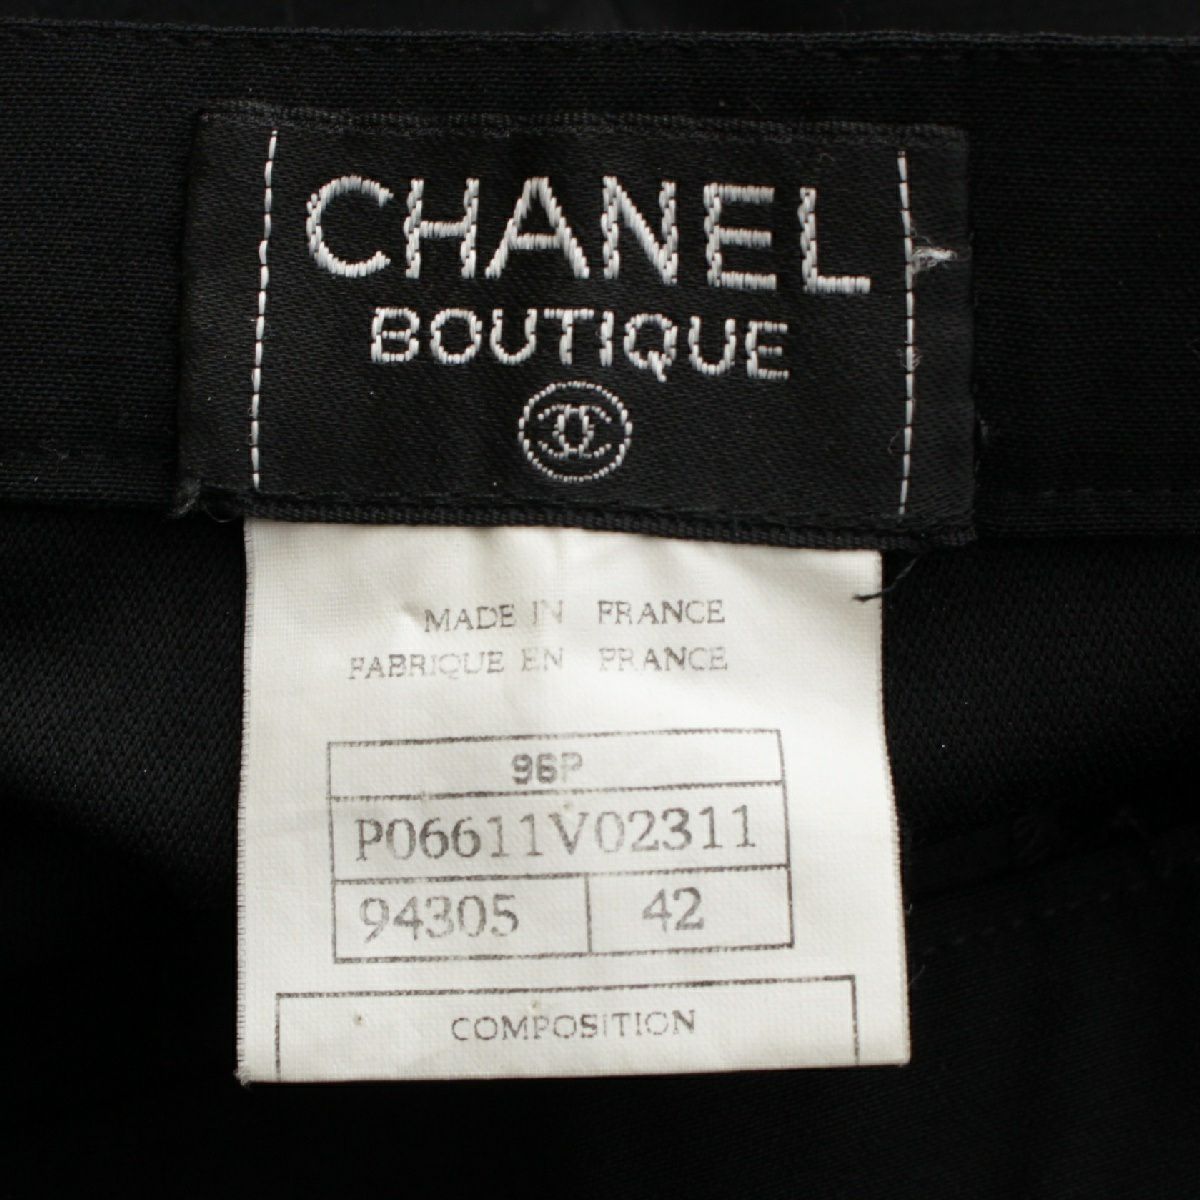 CHANEL
BOUTIQUE
MADE IN FRANCE
FABRIQUE EN FRANCE
96P
P06611V02311
94305 42
COMPOSITION